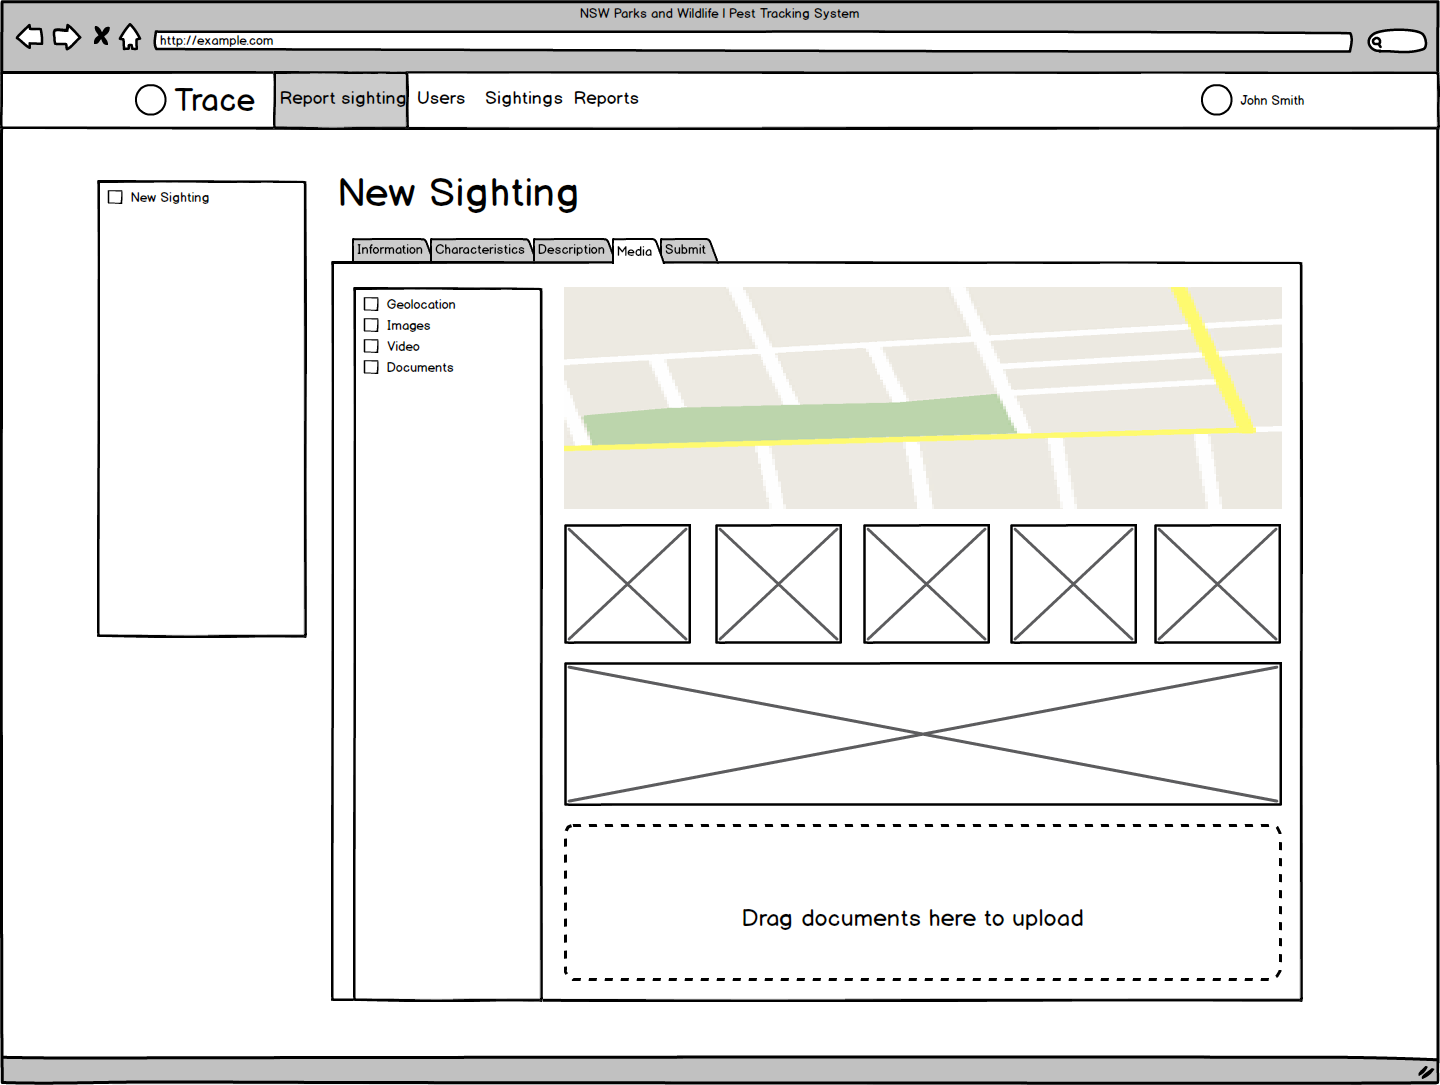 NSW Parks and Wildlife | Pest Tracking System
http://example.com
Trace
Report sighting
Users
Sightings
Reports
John Smith
New Sighting
New Sighting
Information
Characteristics
Description
Media
Submit
Geolocation
Images
Video
Documents
Drag documents here to upload